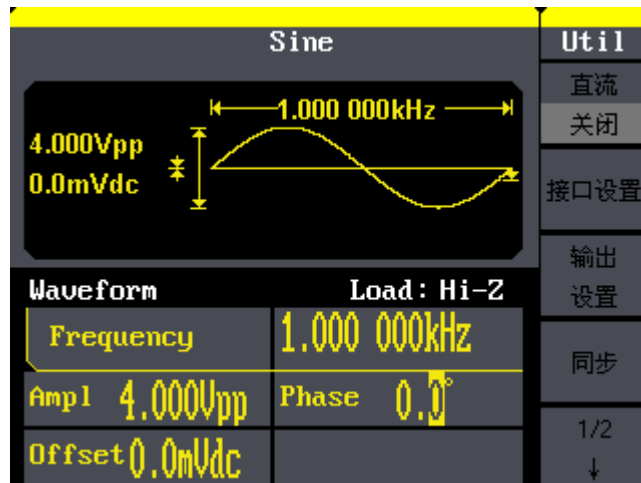 Sine
1.000 000kHz
4.000Vpp
0.0mVdc
Waveform Load: Hi-Z
Frequency 1.000 000kHz
Ampl 4.000Vpp Phase 0.0°
Offset 0.0mVdc
Util
直流
关闭
接口设置
输出
设置
同步
1/2
↓